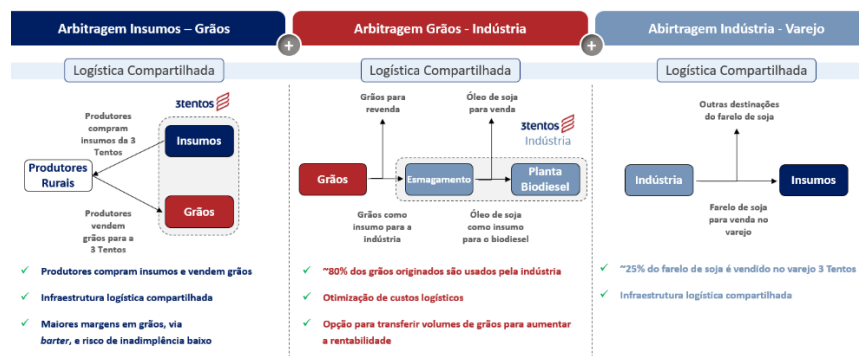 Arbitragem Insumos – Grãos
+
Arbitragem Grãos - Indústria
+
Abirtragem Indústria - Varejo
Logística Compartilhada
Logística Compartilhada
Logística Compartilhada
3tentos
Produtores
compram
insumos da 3
Tentos
Insumos
Produtores
Rurais
Grãos
Produtores
vendem
grãos para a
3 Tentos
Grãos para
revenda
Óleo de soja
para venda
3tentos
Indústria
Grãos
Esmagamento
Planta
Biodiesel
Grãos como
insumo para a
indústria
Óleo de soja
como insumo
para o biodiesel
Outras destinações
do farelo de soja
Indústria
Insumos
Farelo de soja
para venda no
varejo
✓ Produtores compram insumos e vendem grãos
✓ Infraestrutura logística compartilhada
✓ Maiores margens em grãos, via
barter, e risco de inadimplência baixo
✓ ~80% dos grãos originados são usados pela indústria
✓ Otimização de custos logísticos
✓ Opção para transferir volumes de grãos para aumentar
a rentabilidade
✓ ~25% do farelo de soja é vendido no varejo 3 Tentos
✓ Infraestrutura logística compartilhada